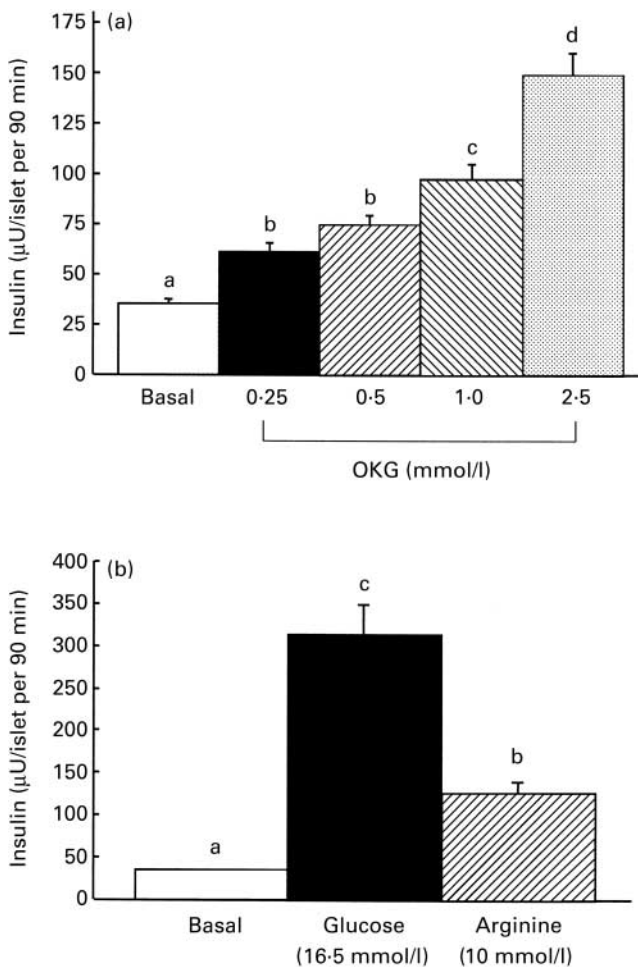 (a)
175
150
125
100
75
50
25
0
Insulin (μU/islet per 90 min)
a
b
b
c
d
Basal
0·25
0·5
1·0
2·5
OKG (mmol/l)
(b)
400
350
300
250
200
150
100
50
0
Insulin (μU/islet per 90 min)
a
c
b
Basal
Glucose
(16·5 mmol/l)
Arginine
(10 mmol/l)